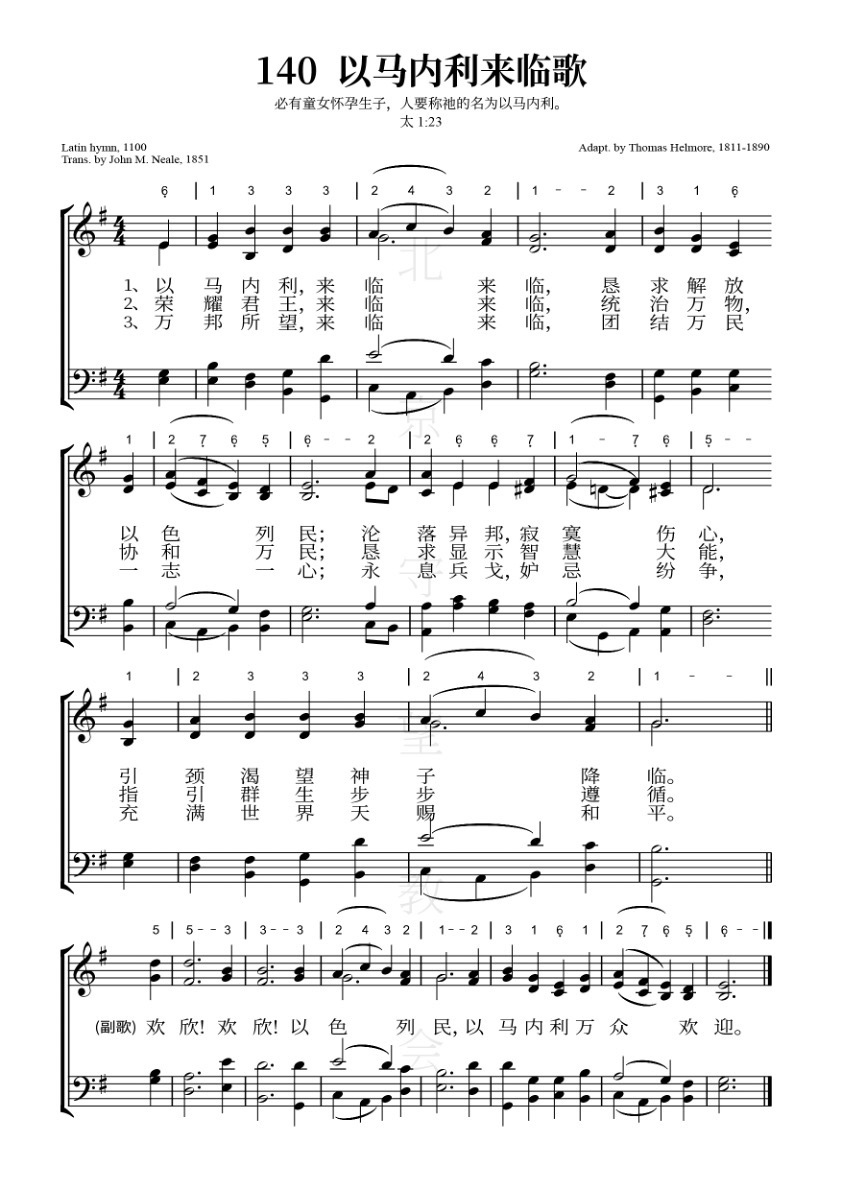 140 以马内利来临歌
必有童女怀孕生子，人要称祂的名为以马内利。
太 1:23
Latin hymn, 1100
Trans. by John M. Neale, 1851
Adapt. by Thomas Helmore, 1811-1890
6̣ | 1 3 3 3 | 2 4 3 2 | 1 - - 2 | 3 1 6̣
1、以 马 内 利, 来 临 来 临, 恳 求 解 放
2、荣 耀 君 王, 来 临 来 临, 统 治 万 物,
3、万 邦 所 望, 来 临 来 临, 团 结 万 民
1 | 2 7̣ 6̣ 5̣ | 6̣ - - 2 | 2 6̣ 6̣ 7̣ | 1 - 7̣ 6̣ | 5̣ - -
以 色 列 民; 沦 落 异 邦, 寂 寞 伤 心,
协 和 万 民; 恳 求 显 示 智 慧 大 能,
一 志 一 心; 永 息 兵 戈, 妒 忌 纷 争,
1 | 2 3 3 3 | 2 4 3 2 | 1 - - ||
引 颈 渴 望 神 子 降 临。
指 引 群 生 步 步 遵 循。
充 满 世 界 天 赐 和 平。
5 | 5 - - 3 | 3 - - 3 | 2 4 3 2 | 1 - - 2 | 3 1 6̣ 1 | 2 7̣ 6̣ 5̣ | 6̣ - - ||
(副歌) 欢 欣! 欢 欣! 以 色 列 民, 以 马 内 利 万 众 欢 迎。
北京守望教会